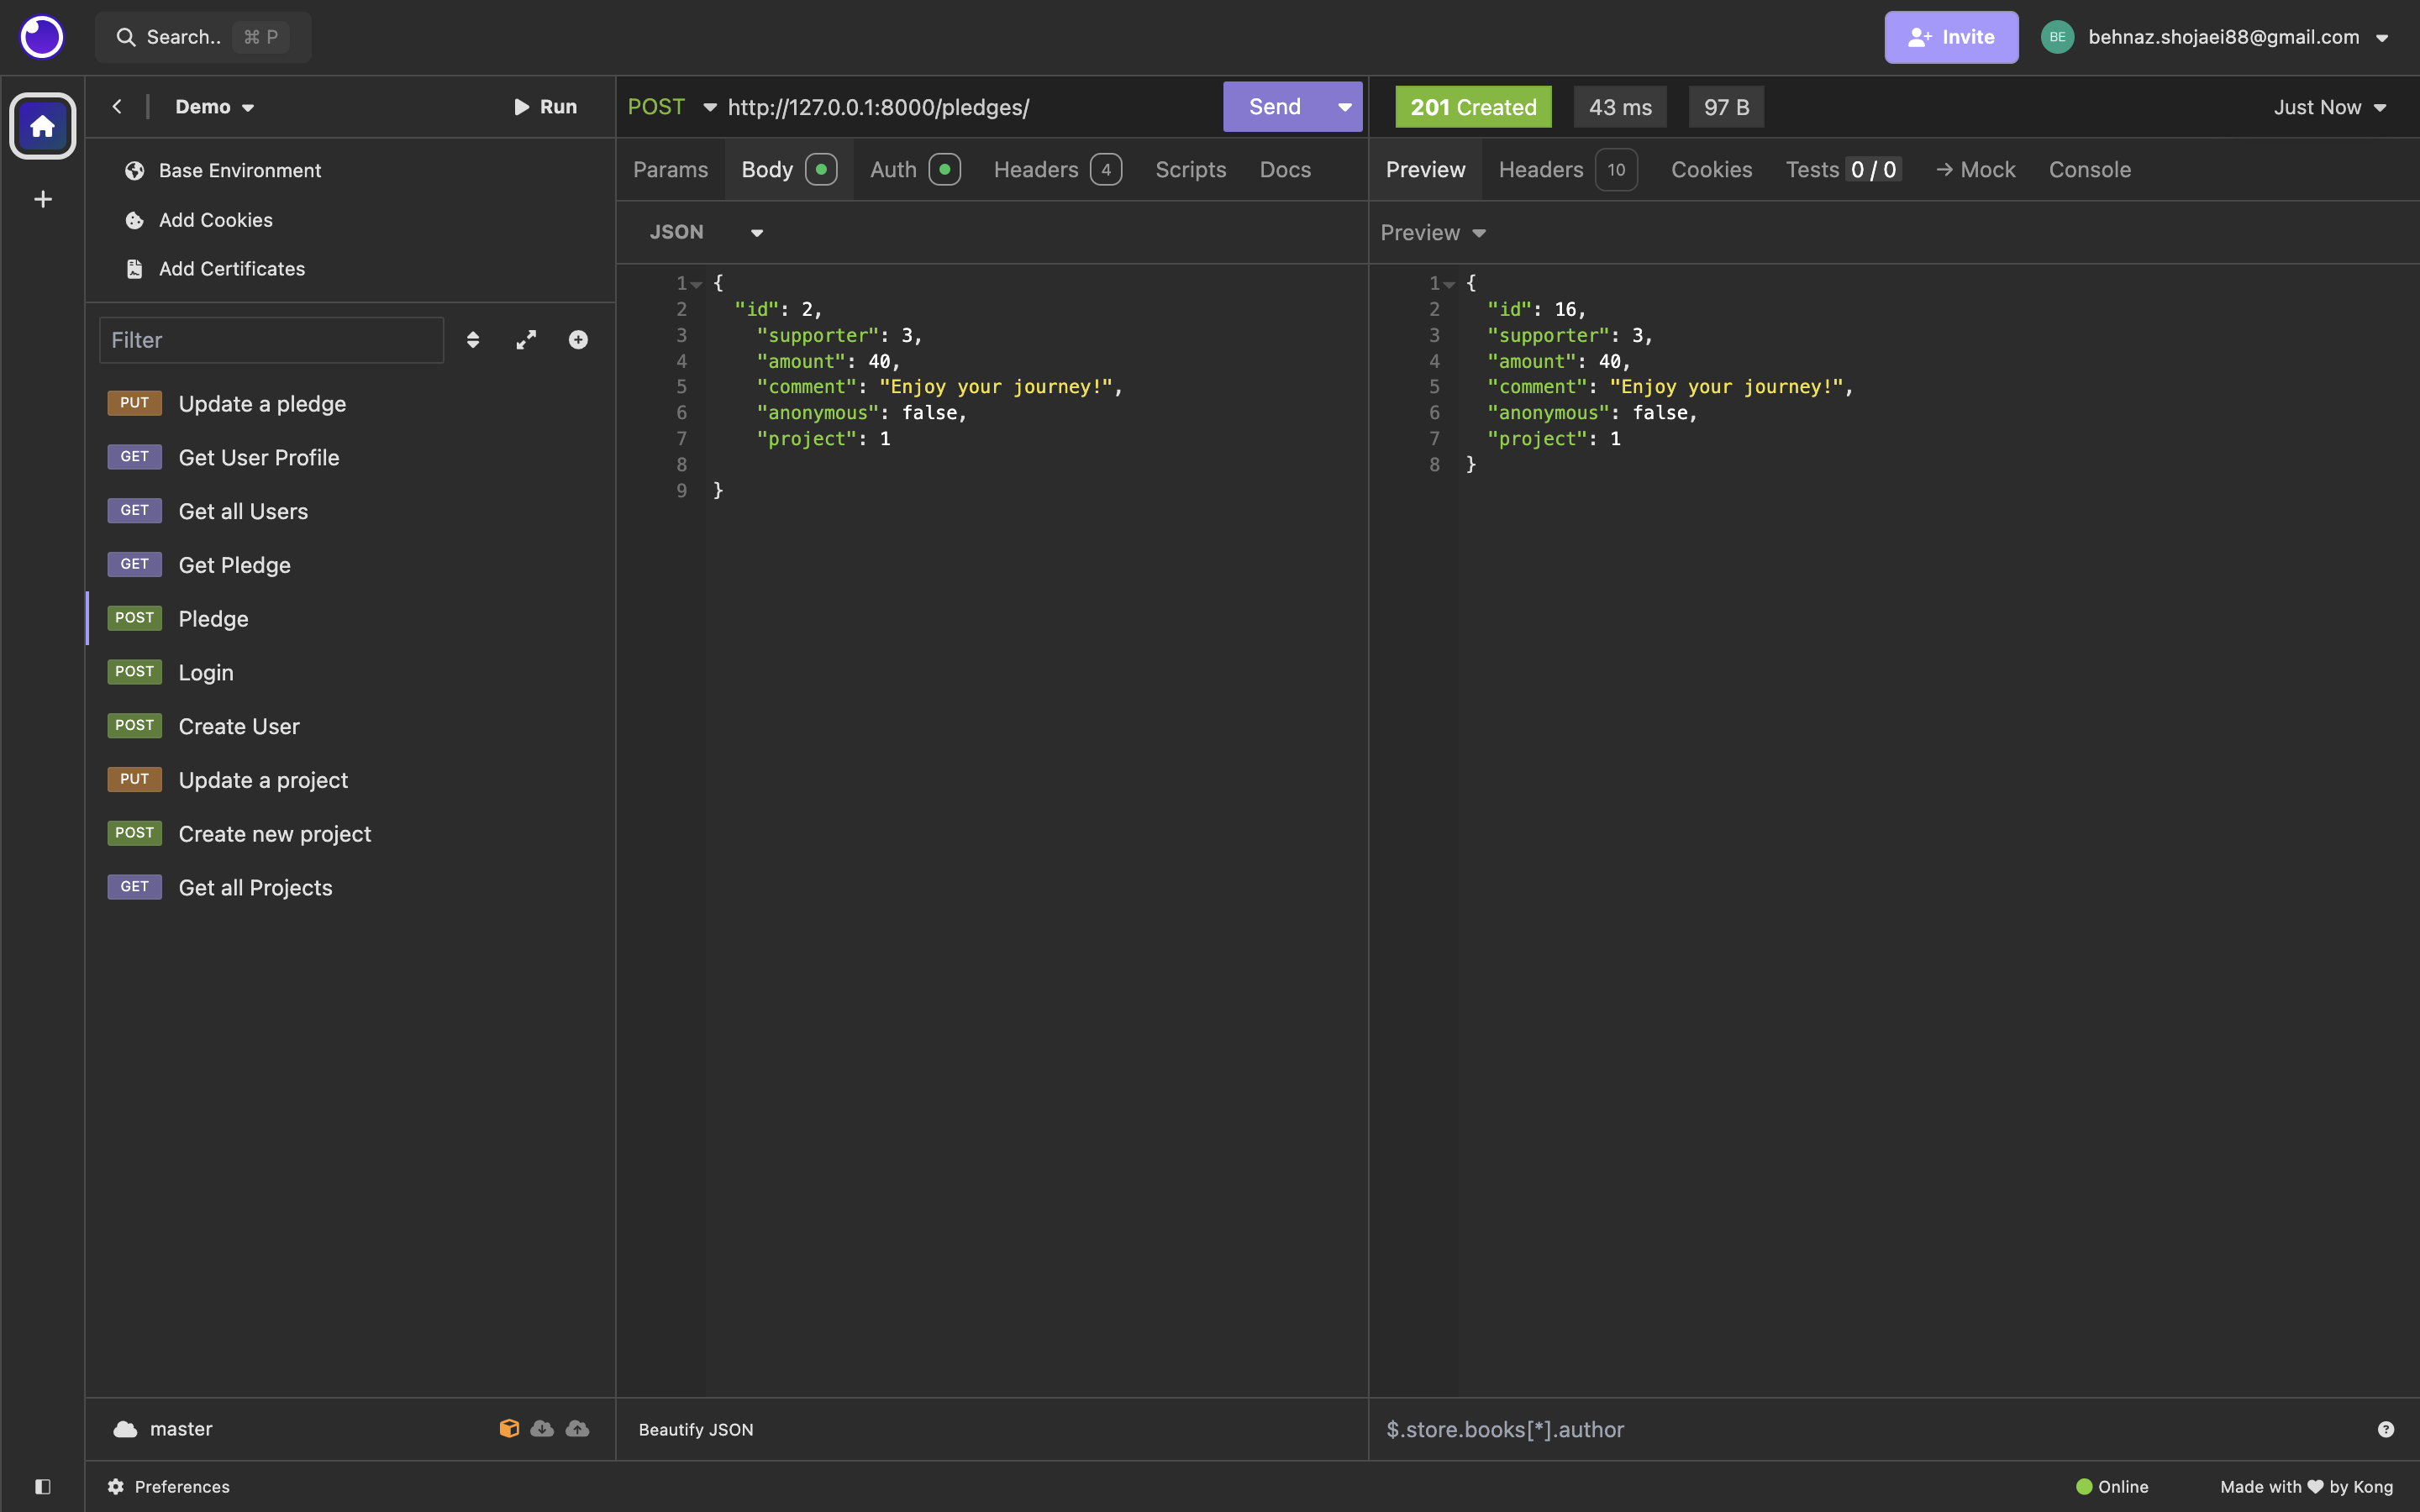 Search.. ⌘ P
Invite
BE behnaz.shojaei88@gmail.com
Demo
Run
Base Environment
Add Cookies
Add Certificates
Filter
PUT Update a pledge
GET Get User Profile
GET Get all Users
GET Get Pledge
POST Pledge
POST Login
POST Create User
PUT Update a project
POST Create new project
GET Get all Projects
master
Preferences
POST http://127.0.0.1:8000/pledges/ Send
Params Body Auth Headers 4 Scripts Docs
JSON
1 {
2 "id": 2,
3 "supporter": 3,
4 "amount": 40,
5 "comment": "Enjoy your journey!",
6 "anonymous": false,
7 "project": 1
8
9 }
Beautify JSON
201 Created 43 ms 97 B Just Now
Preview Headers 10 Cookies Tests 0 / 0 → Mock Console
Preview
1 {
2 "id": 16,
3 "supporter": 3,
4 "amount": 40,
5 "comment": "Enjoy your journey!",
6 "anonymous": false,
7 "project": 1
8 }
$.store.books[*].author
Online
Made with ♥ by Kong